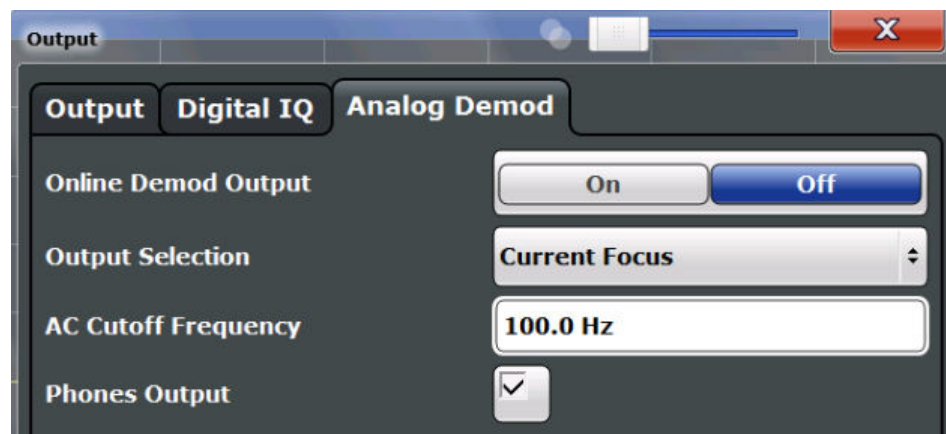 Output
X
Output Digital IQ Analog Demod
Online Demod Output On Off
Output Selection Current Focus
AC Cutoff Frequency 100.0 Hz
Phones Output